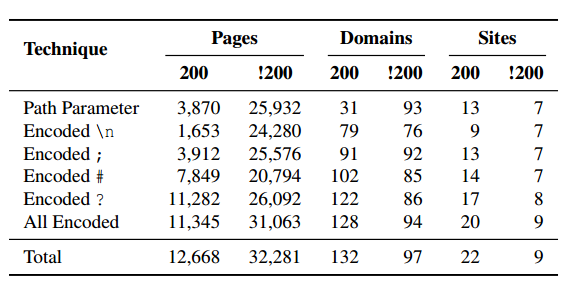 Technique Pages Domains Sites
200 !200 200 !200 200 !200
Path Parameter 3,870 25,932 31 93 13 7
Encoded \n 1,653 24,280 79 76 9 7
Encoded ; 3,912 25,576 91 92 13 7
Encoded # 7,849 20,794 102 85 14 7
Encoded ? 11,282 26,092 122 86 17 8
All Encoded 11,345 31,063 128 94 20 9
Total 12,668 32,281 132 97 22 9